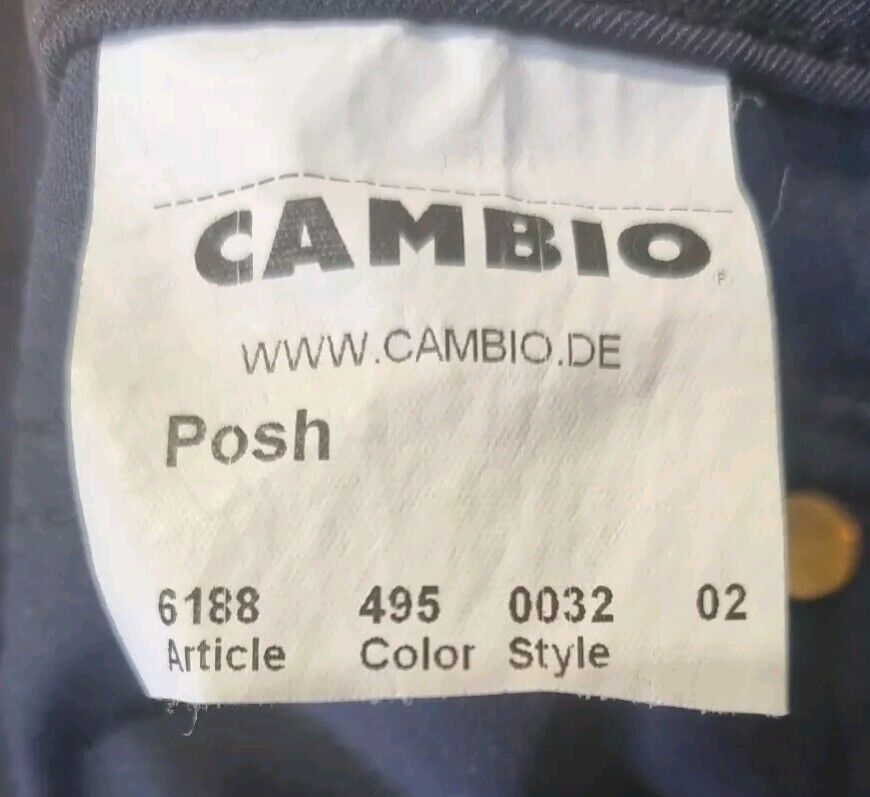 CAMBIO®
WWW.CAMBIO.DE
Posh
6188 495 0032 02
Article Color Style